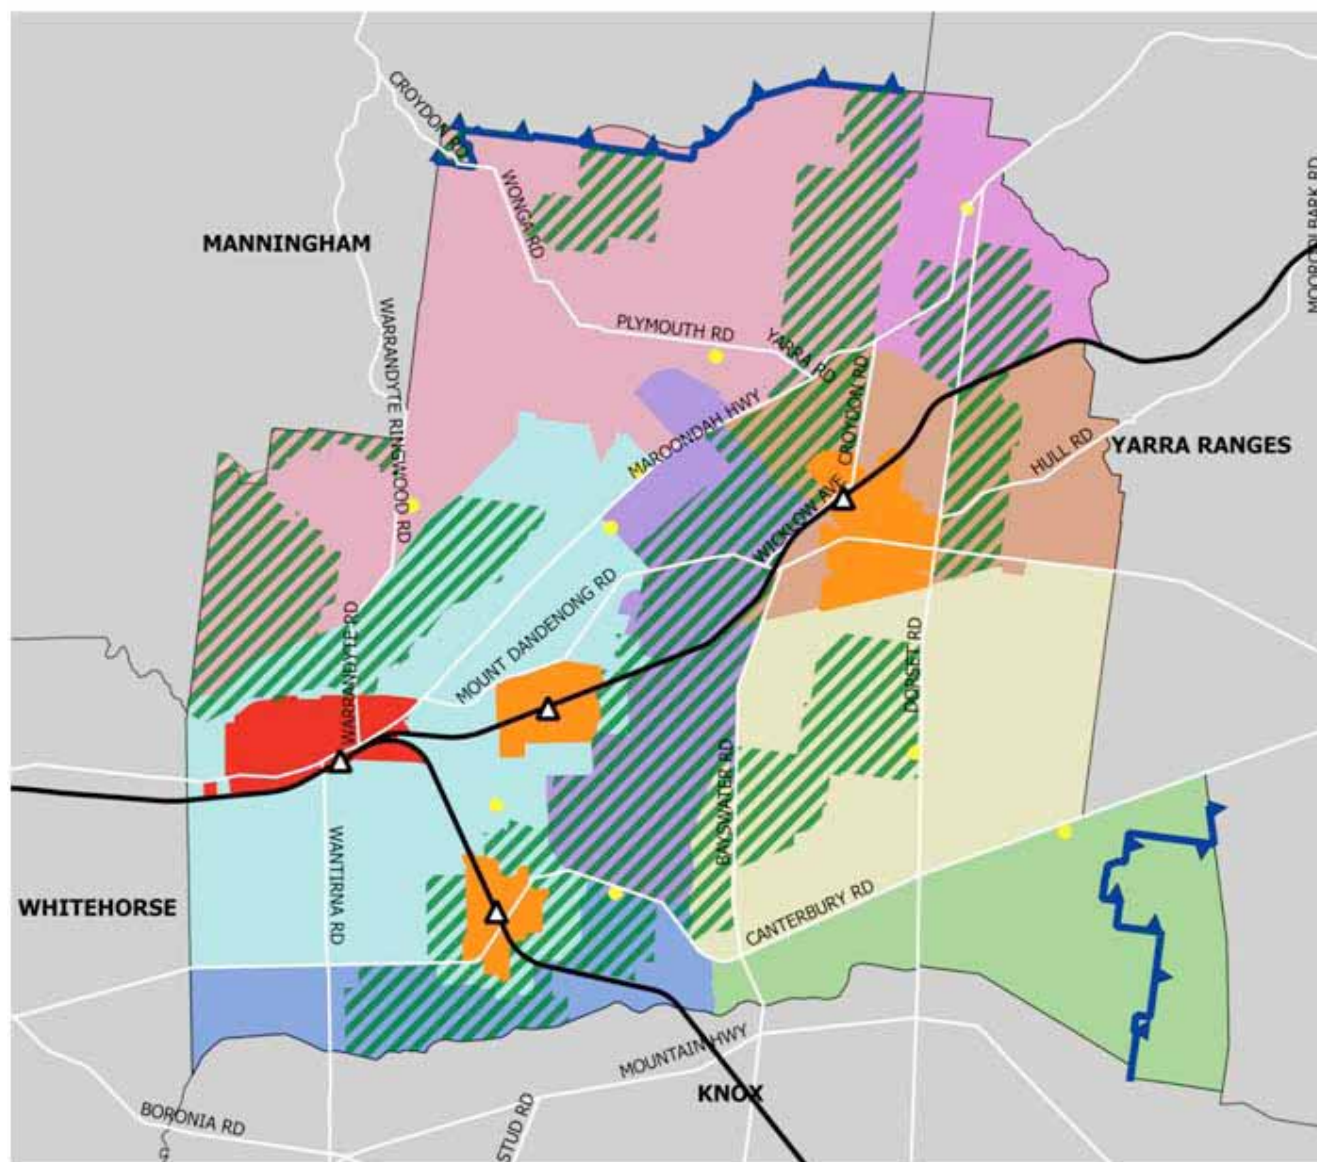 CROYDON RD
WONGA RD
MOOROOLBARK RD
MANNINGHAM
WARRANDYTE RINGWOOD RD
PLYMOUTH RD
YARRA RD
CROYDON RD
MAROONDAH HWY
HULL RD
YARRA RANGES
WICKLOW AVE
MOUNT DANDENONG RD
WARRANDYTE RD
DORSET RD
BAYSWATER RD
WANTIRNA RD
WHITEHORSE
CANTERBURY RD
MOUNTAIN HWY
KNOX
BORONIA RD
STUD RD